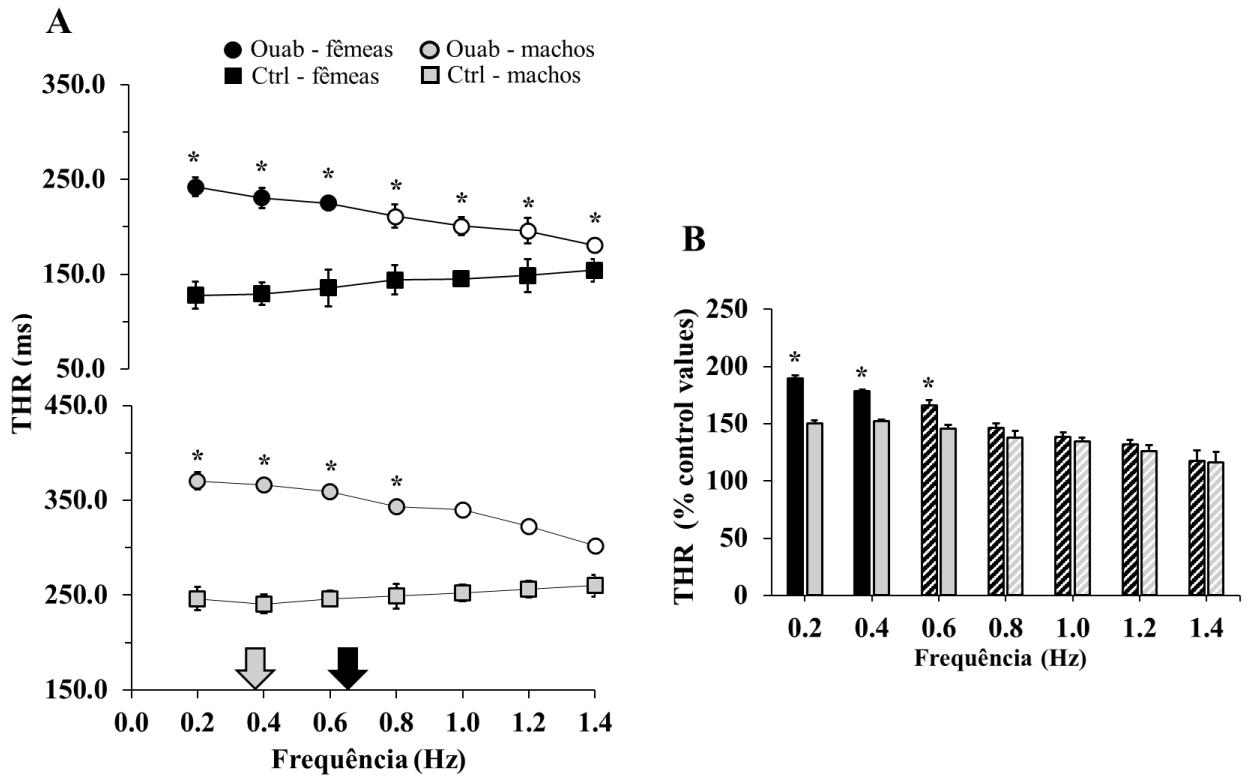 A
Ouab - fêmeas Ouab - machos
Ctrl - fêmeas Ctrl - machos
350.0
250.0
150.0
50.0
* * * * * * *
THR (ms)
450.0
350.0
250.0
150.0
* * * *
0.0 0.2 0.4 0.6 0.8 1.0 1.2 1.4
Frequência (Hz)
B
THR (% control values)
250
200
150
100
50
0
* * *
0.2 0.4 0.6 0.8 1.0 1.2 1.4
Frequência (Hz)